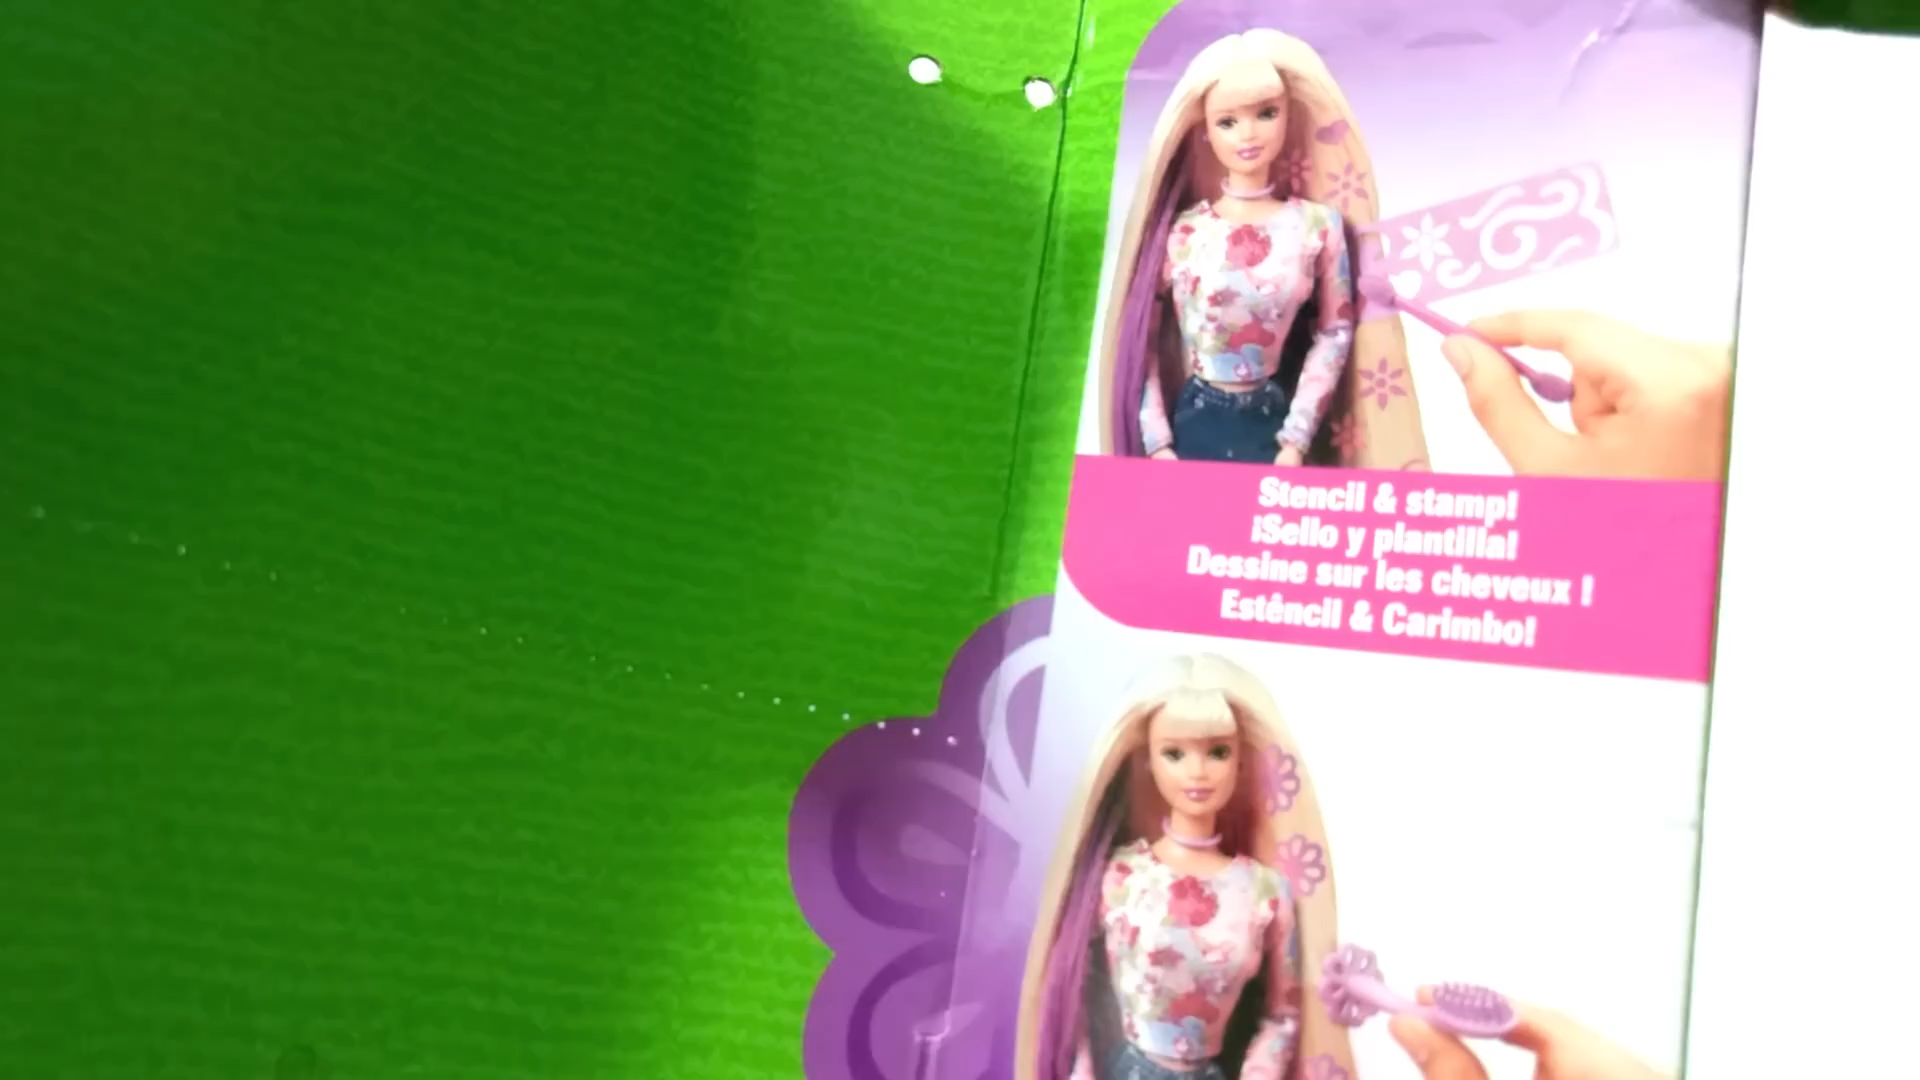 Stencil & stamp!
¡Sello y plantilla!
Dessine sur les cheveux !
Estêncil & Carimbo!